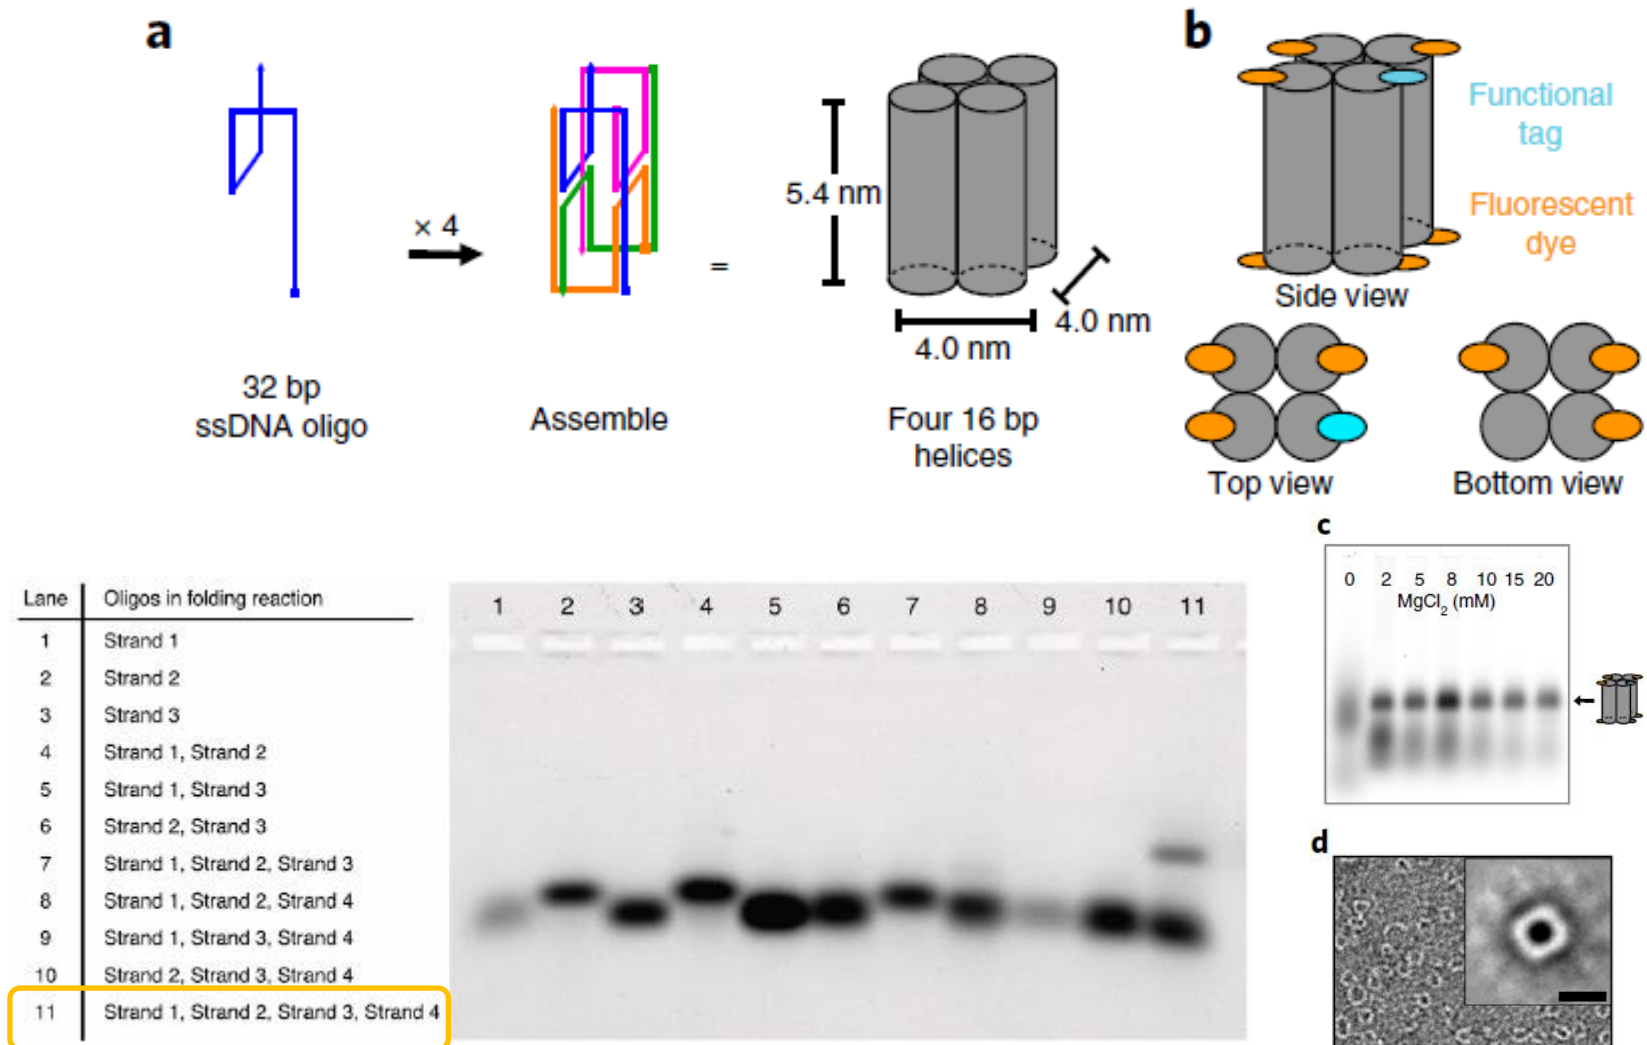 a
× 4
=
5.4 nm
4.0 nm
4.0 nm
32 bp
ssDNA oligo
Assemble
Four 16 bp
helices
b
Functional
tag
Fluorescent
dye
Side view
Top view
Bottom view
Lane Oligos in folding reaction
1 Strand 1
2 Strand 2
3 Strand 3
4 Strand 1, Strand 2
5 Strand 1, Strand 3
6 Strand 2, Strand 3
7 Strand 1, Strand 2, Strand 3
8 Strand 1, Strand 2, Strand 4
9 Strand 1, Strand 3, Strand 4
10 Strand 2, Strand 3, Strand 4
11 Strand 1, Strand 2, Strand 3, Strand 4
1 2 3 4 5 6 7 8 9 10 11
c
0 2 5 8 10 15 20
MgCl2 (mM)
d